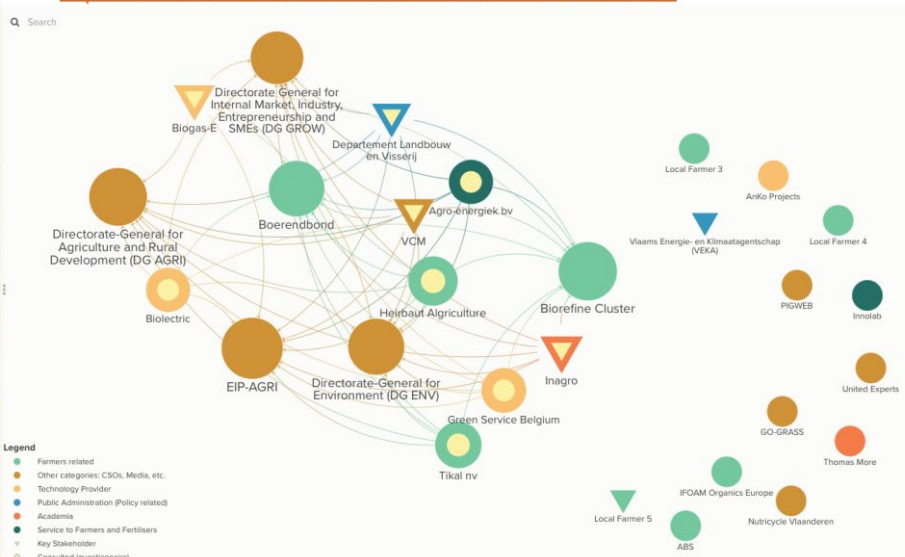 Search
Directorate General for
Internal Market, Industry,
Entrepreneurship and
SMEs (DG GROW)
Biogas-E
Departement Landbouw
en Visserij
Local Farmer 3
AnKo Projects
Agro-energiek.bv
Boerendbond
VCM
Directorate-General for
Agriculture and Rural
Development (DG AGRI)
Vlaams Energie- en Klimaatagentschap
(VEKA)
Local Farmer 4
Biolectric
Heirbaut Algriculture
Biorefine Cluster
PIGWEB
Innolab
EIP-AGRI
Directorate-General for
Environment (DG ENV)
Inagro
United Experts
Green Service Belgium
GO-GRASS
Thomas More
Tikal nv
IFOAM Organics Europe
Local Farmer 5
Nutricycle Vlaanderen
ABS
Legend
Farmers related
Other categories: CSOs, Media, etc.
Technology Provider
Public Administration (Policy related)
Academia
Service to Farmers and Fertilisers
Key Stakeholder
Consulted (questionnaire)